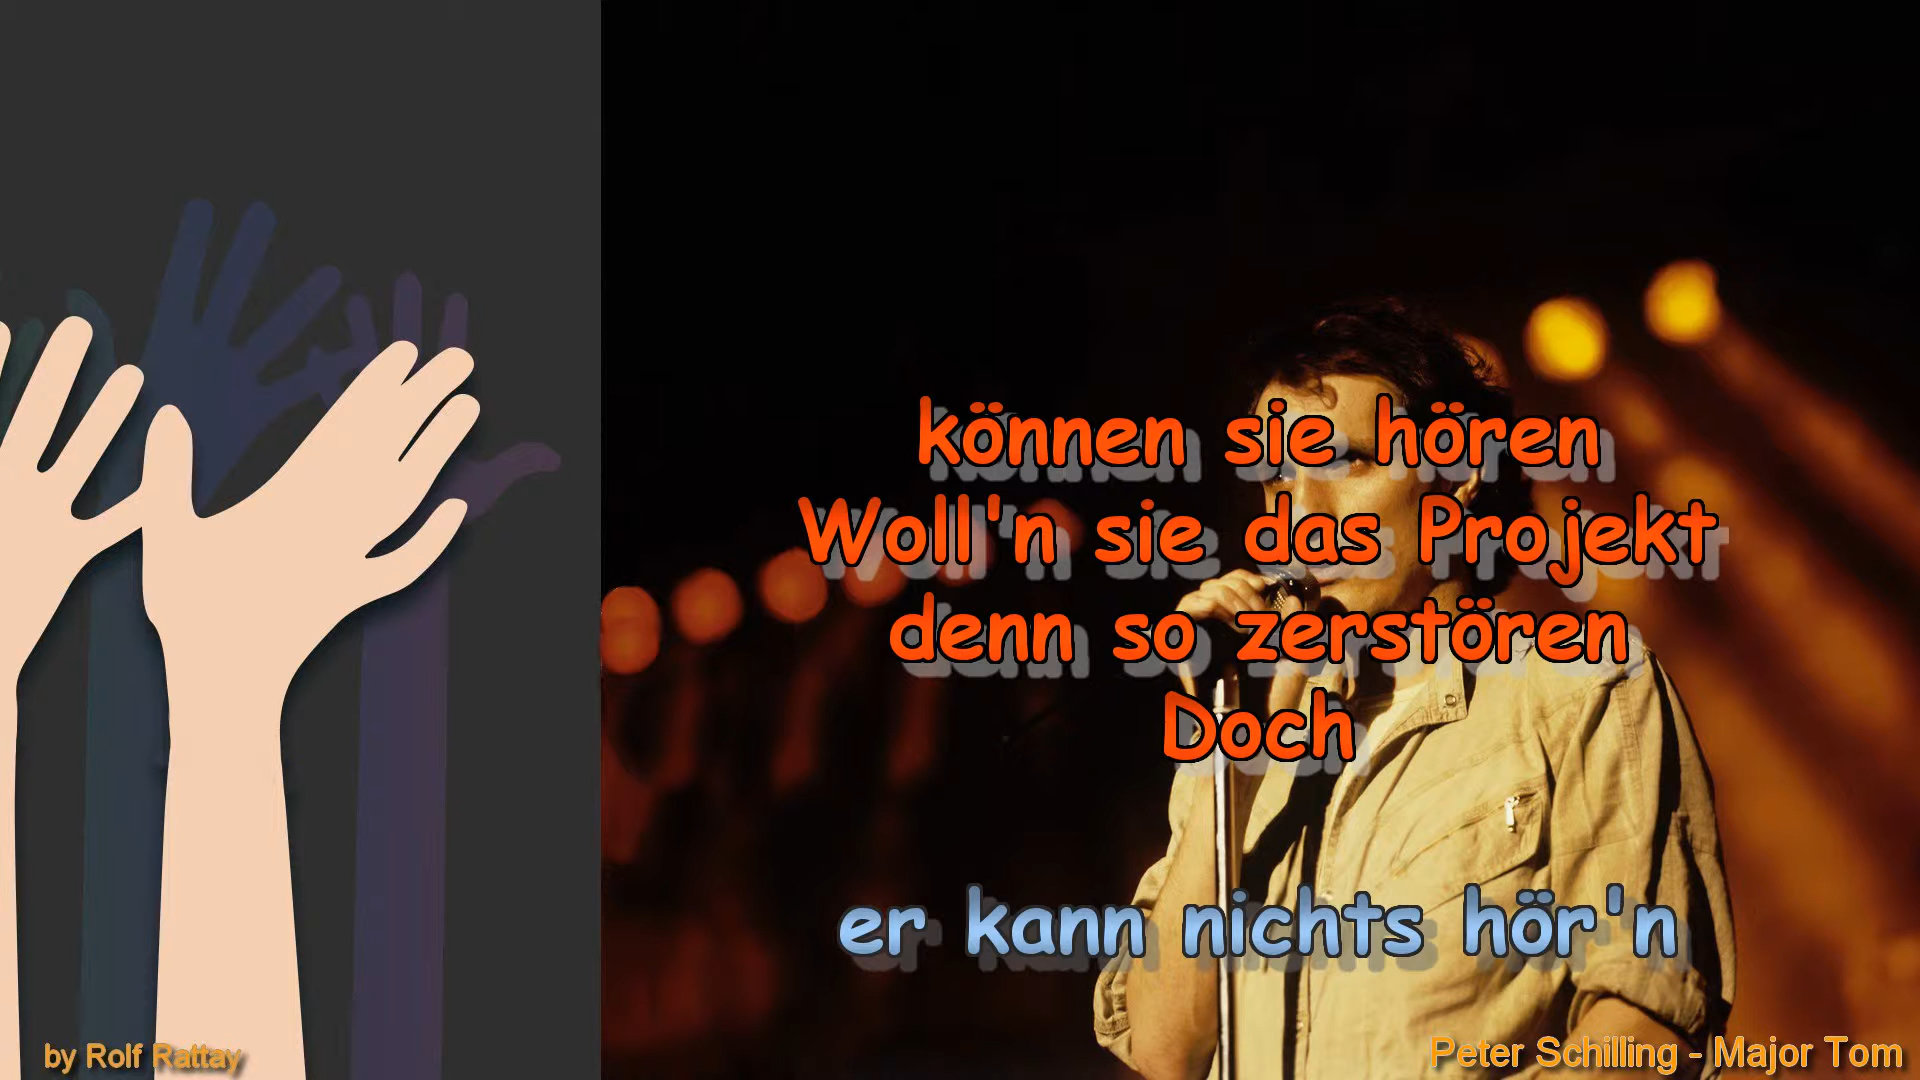 können sie hören
Woll'n sie das Projekt
denn so zerstören
Doch
er kann nichts hör'n
by Rolf Rattay
Peter Schilling - Major Tom